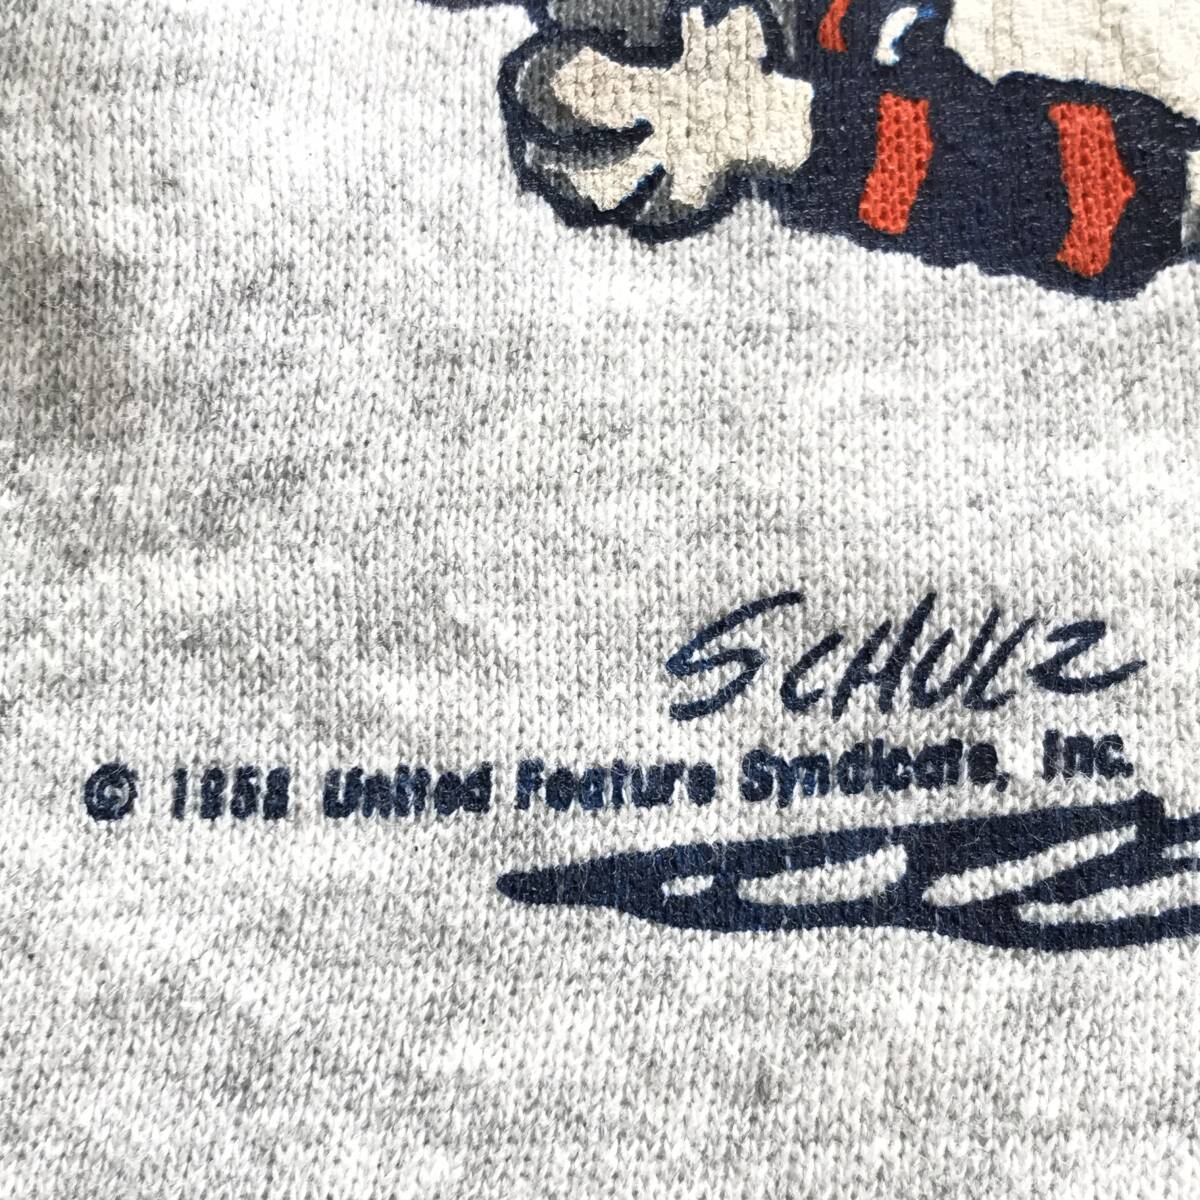 SCHULZ
© 1958 United Feature Syndicate, Inc.